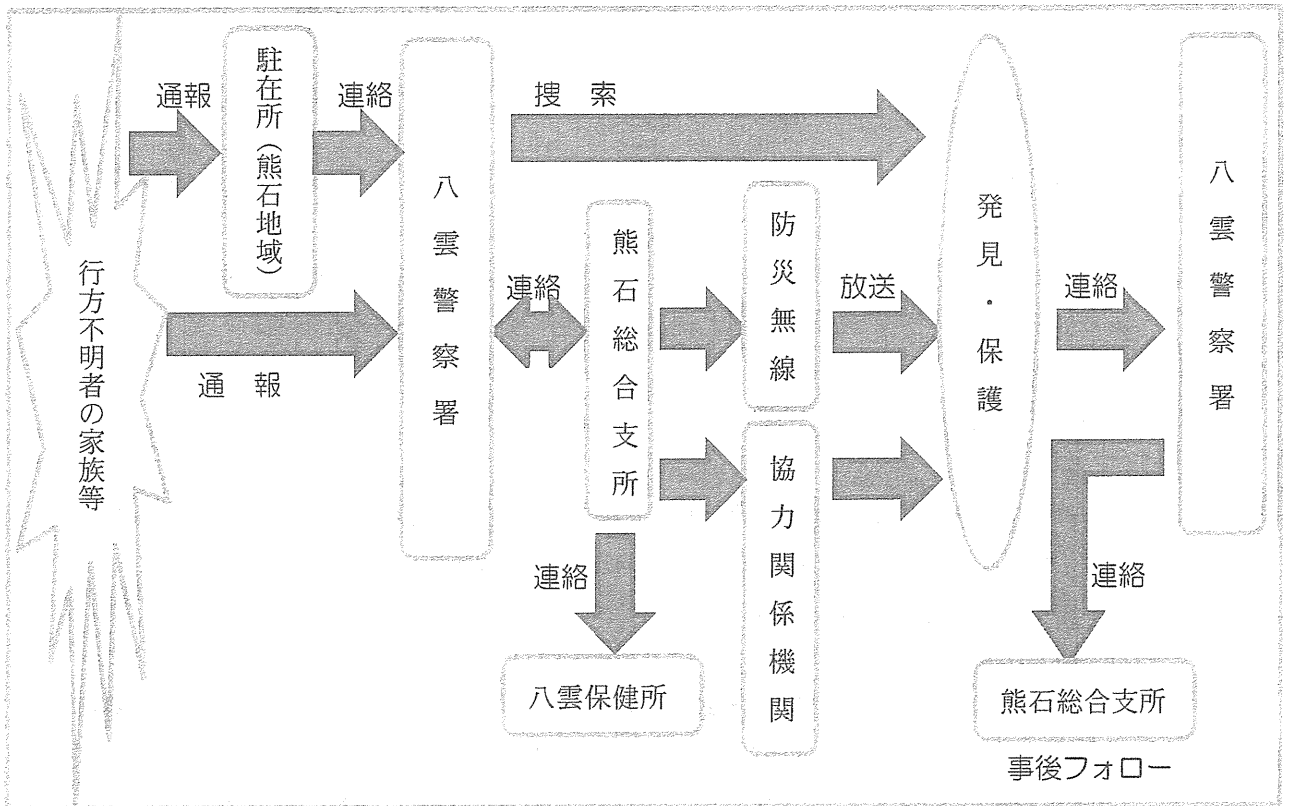 行方不明者の家族等
通報
駐在所(熊石地域)
連絡
通 報
八雲警察署
捜 索
連絡
熊石総合支所
連絡
八雲保健所
防災無線
協力関係機関
放送
発見・保護
連絡
八雲警察署
連絡
熊石総合支所
事後フォロー